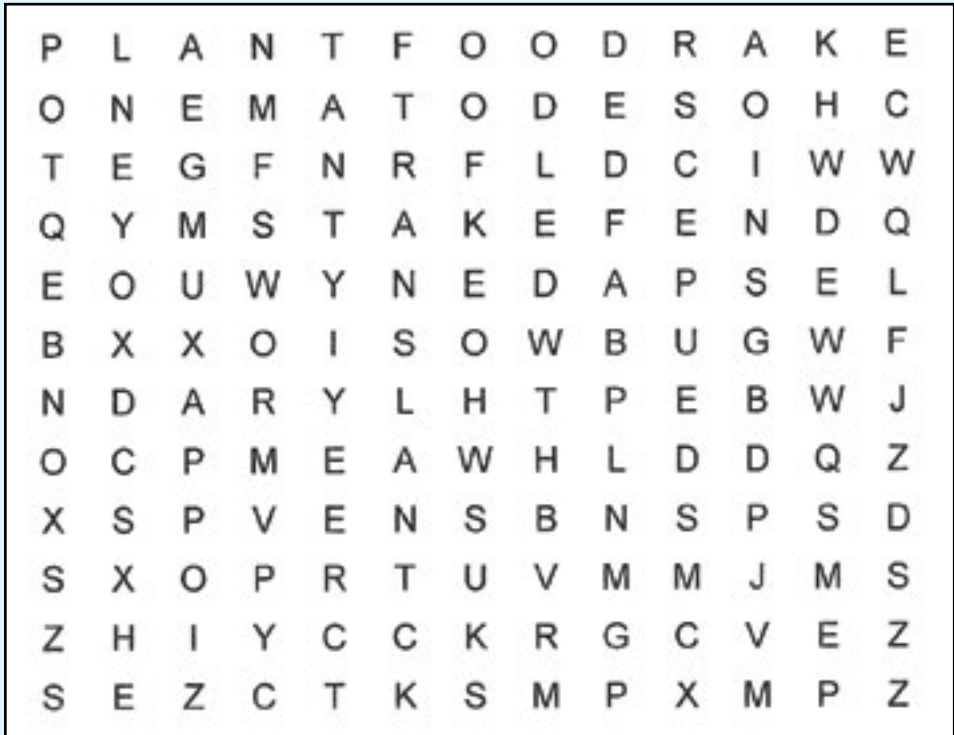 P L A N T F O O D R A K E
O N E M A T O D E S O H C
T E G F N R F L D C I W W
Q Y M S T A K E F E N D Q
E O U W Y N E D A P S E L
B X X O I S O W B U G W F
N D A R Y L H T P E B W J
O C P M E A W H L D D Q Z
X S P V E N S B N S P S D
S X O P R T U V M M J M S
Z H I Y C C K R G C V E Z
S E Z C T K S M P X M P Z